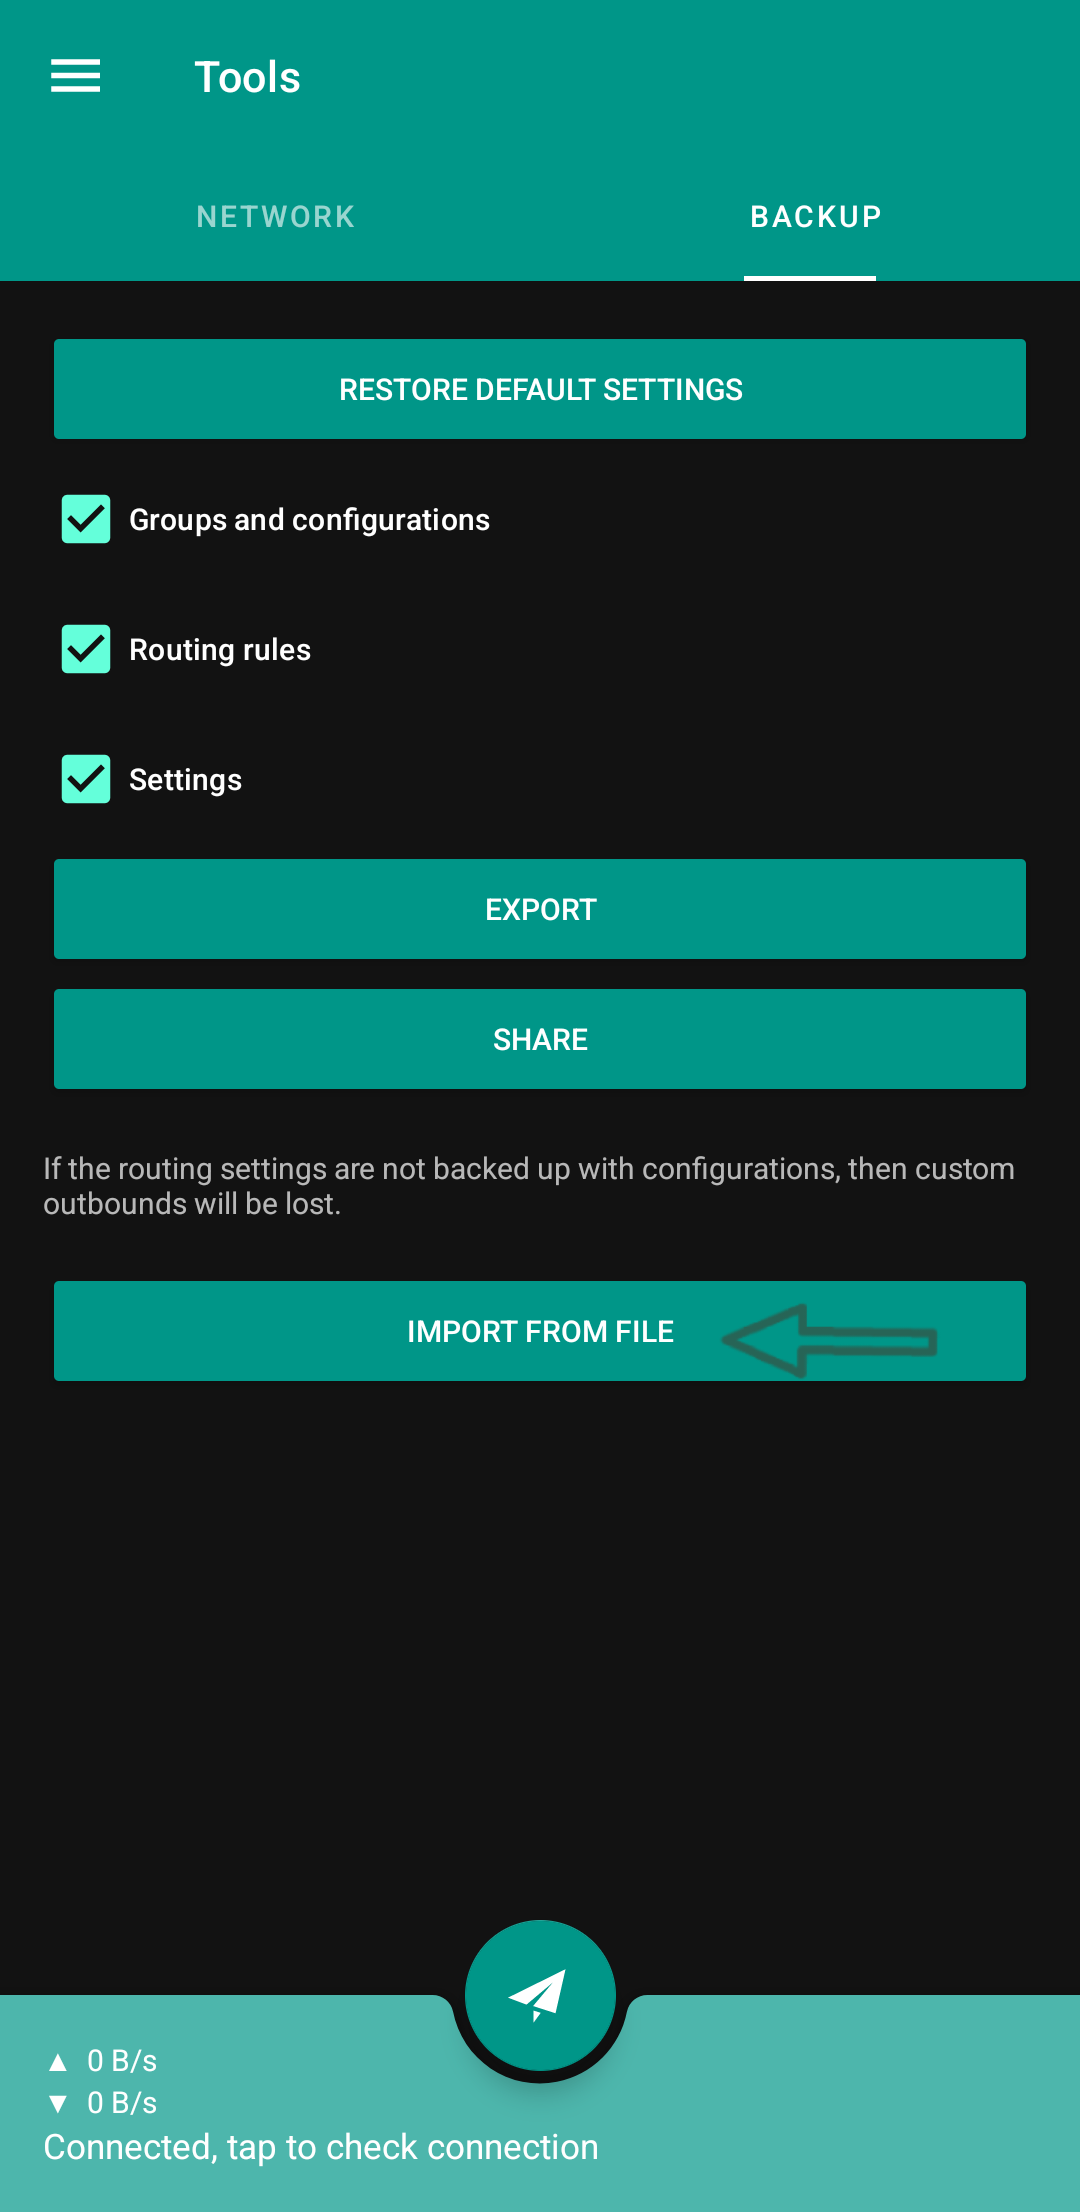 Tools
NETWORK
BACKUP
RESTORE DEFAULT SETTINGS
Groups and configurations
Routing rules
Settings
EXPORT
SHARE
If the routing settings are not backed up with configurations, then custom
outbounds will be lost.
IMPORT FROM FILE
▲ 0 B/s
▼ 0 B/s
Connected, tap to check connection